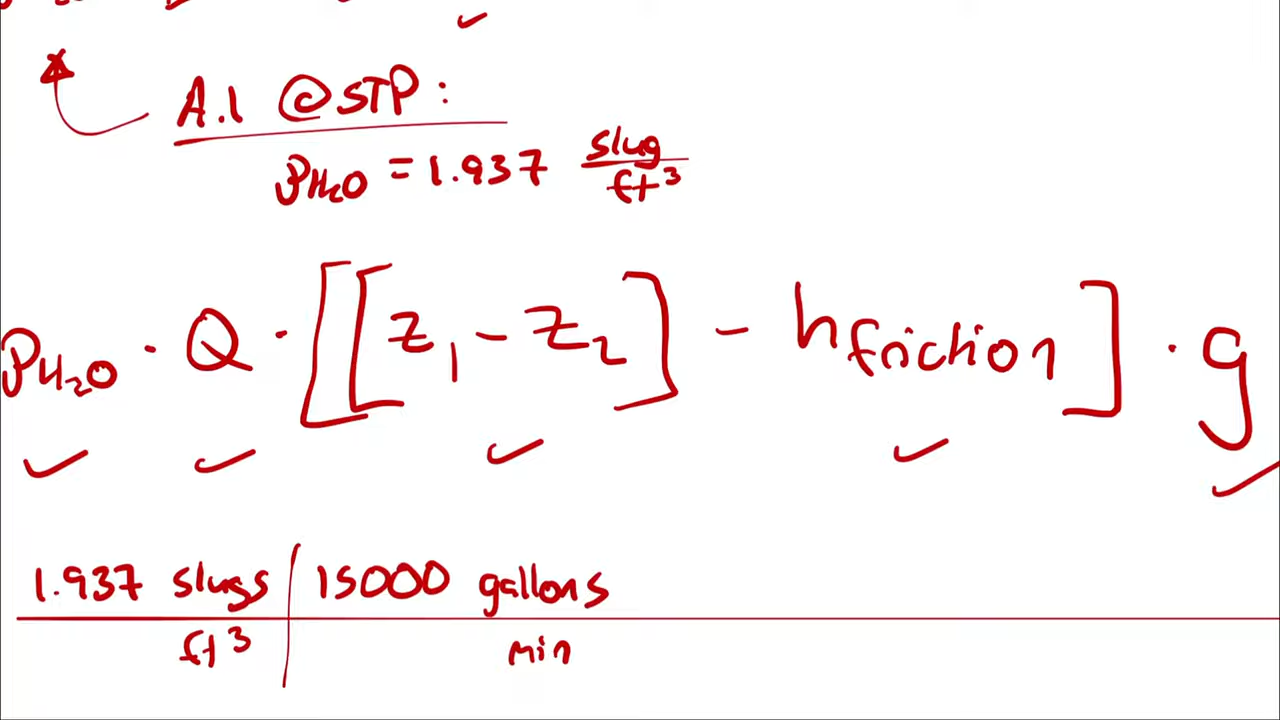 A.1 @STP:
ρH₂O = 1.937 slug/ft³
ρH₂O · Q · [[z₁ - z₂] - hfriction] · g
1.937 slugs | 15000 gallons
ft³ | min